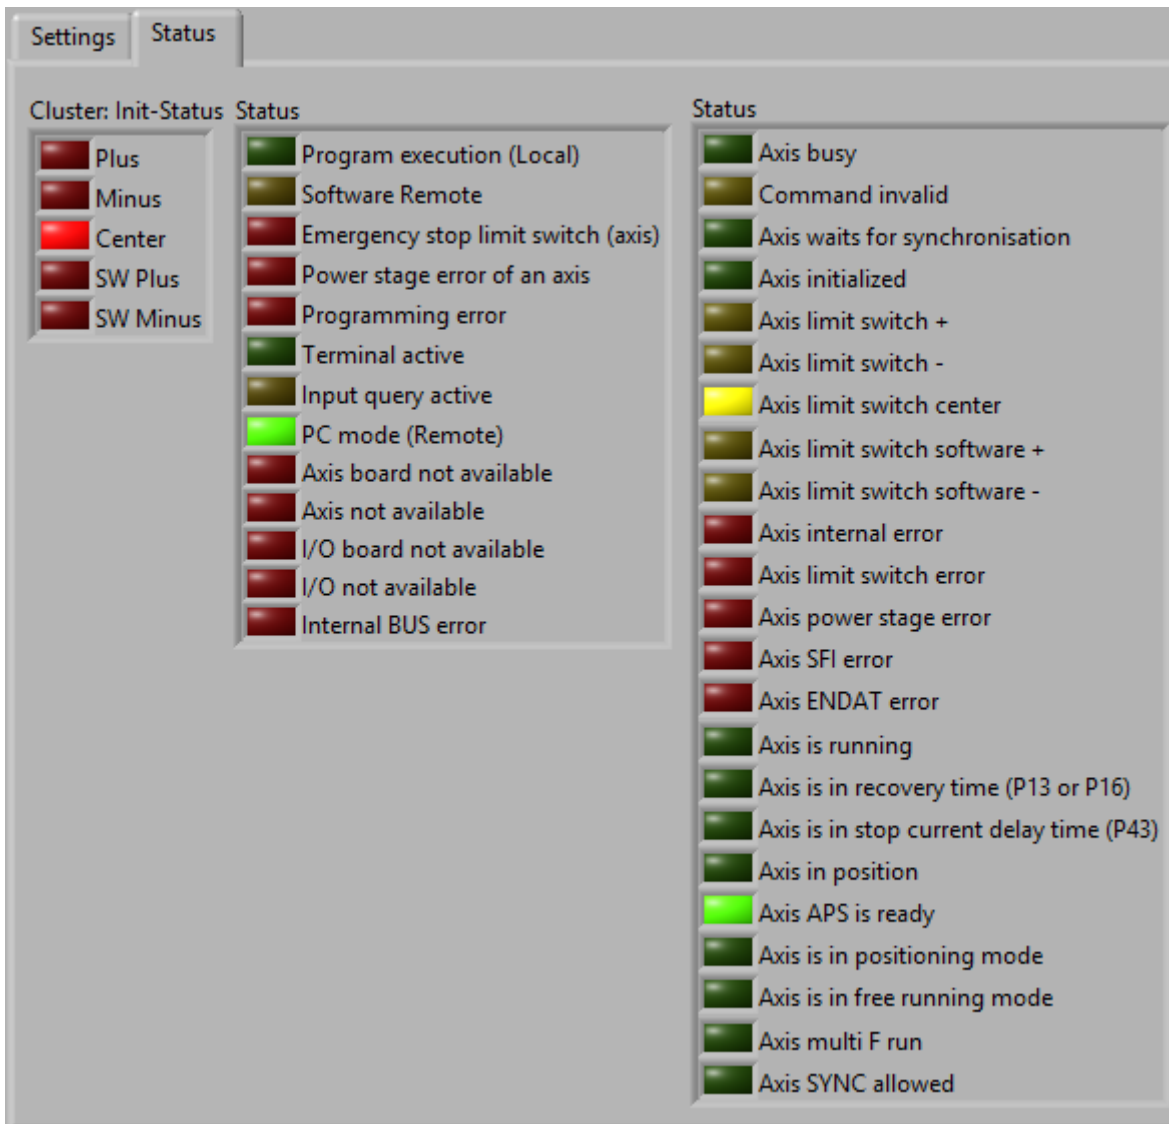 Settings
Status
Cluster: Init-Status
Plus
Minus
Center
SW Plus
SW Minus
Status
Program execution (Local)
Software Remote
Emergency stop limit switch (axis)
Power stage error of an axis
Programming error
Terminal active
Input query active
PC mode (Remote)
Axis board not available
Axis not available
I/O board not available
I/O not available
Internal BUS error
Status
Axis busy
Command invalid
Axis waits for synchronisation
Axis initialized
Axis limit switch +
Axis limit switch -
Axis limit switch center
Axis limit switch software +
Axis limit switch software -
Axis internal error
Axis limit switch error
Axis power stage error
Axis SFI error
Axis ENDAT error
Axis is running
Axis is in recovery time (P13 or P16)
Axis is in stop current delay time (P43)
Axis in position
Axis APS is ready
Axis is in positioning mode
Axis is in free running mode
Axis multi F run
Axis SYNC allowed